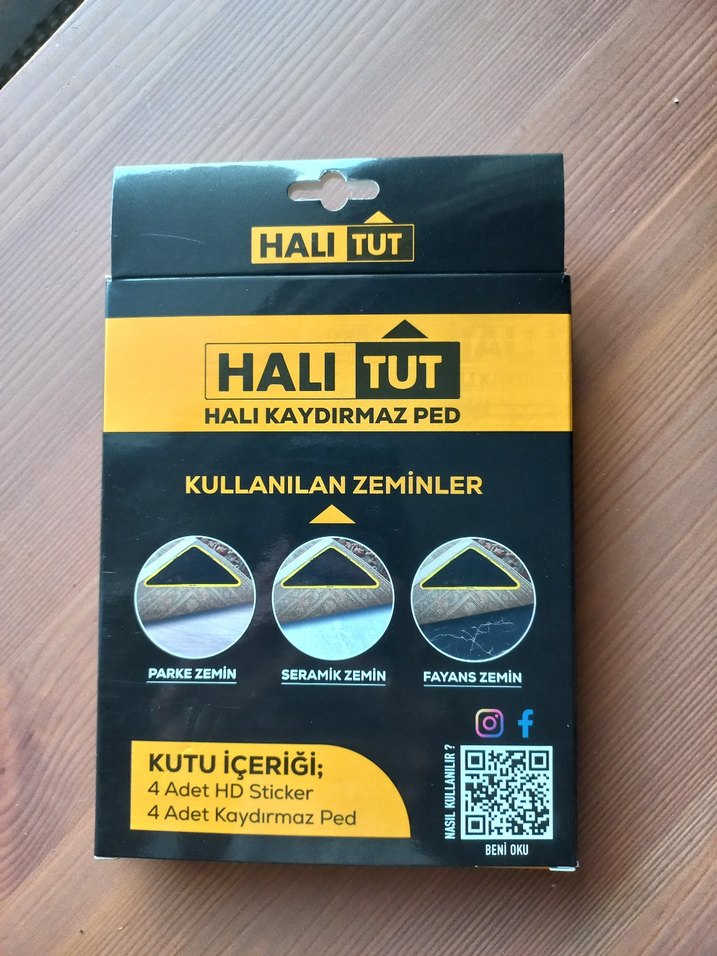 HALI TUT
HALI TUT
HALI KAYDIRMAZ PED
KULLANILAN ZEMİNLER
PARKE ZEMİN
SERAMİK ZEMİN
FAYANS ZEMİN
KUTU İÇERİĞİ;
4 Adet HD Sticker
4 Adet Kaydırmaz Ped
NASIL KULLANILIR ?
BENİ OKU